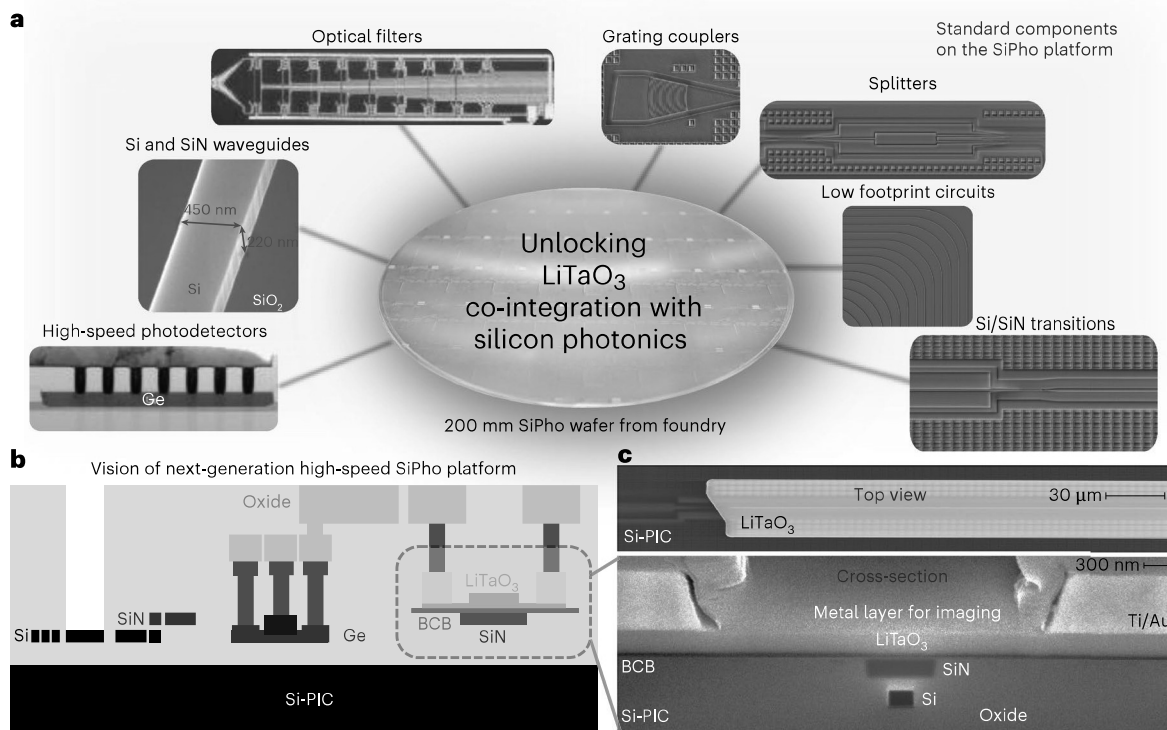 a
Optical filters
Grating couplers
Standard components
on the SiPho platform
Splitters
Si and SiN waveguides
450 nm
220 nm
Si
SiO2
Low footprint circuits
Unlocking
LiTaO3
co-integration with
silicon photonics
High-speed photodetectors
Ge
Si/SiN transitions
200 mm SiPho wafer from foundry
b
Vision of next-generation high-speed SiPho platform
Oxide
LiTaO3
SiN
BCB
Si
Ge
SiN
Si-PIC
c
Top view
30 μm
LiTaO3
Si-PIC
300 nm
Cross-section
Metal layer for imaging
Ti/Au
LiTaO3
BCB
SiN
Si
Si-PIC
Oxide